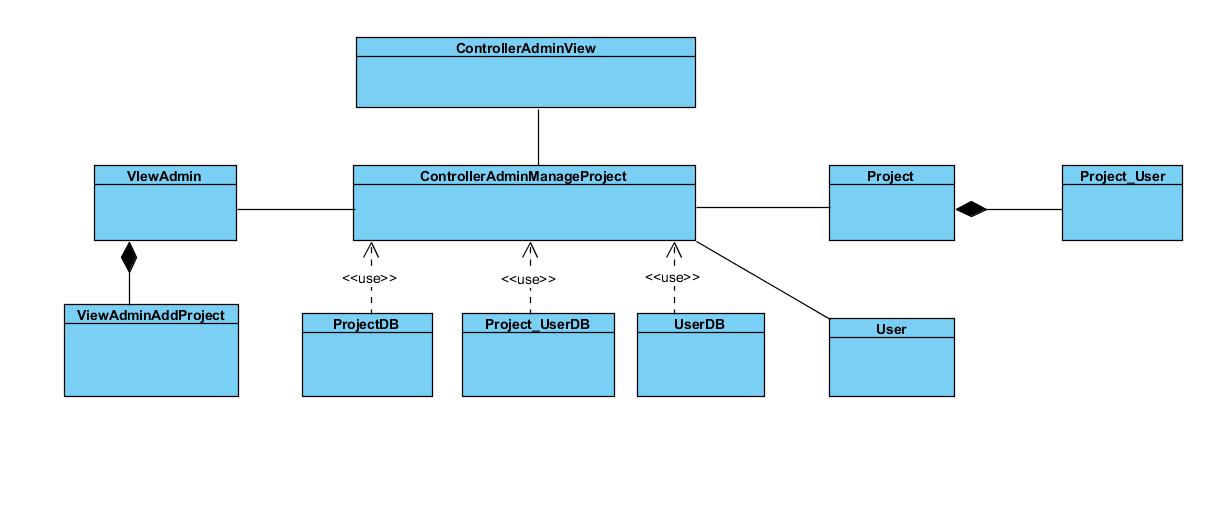 ControllerAdminView
VIewAdmin
ControllerAdminManageProject
Project
Project_User
<<use>>
<<use>>
<<use>>
ViewAdminAddProject
ProjectDB
Project_UserDB
UserDB
User